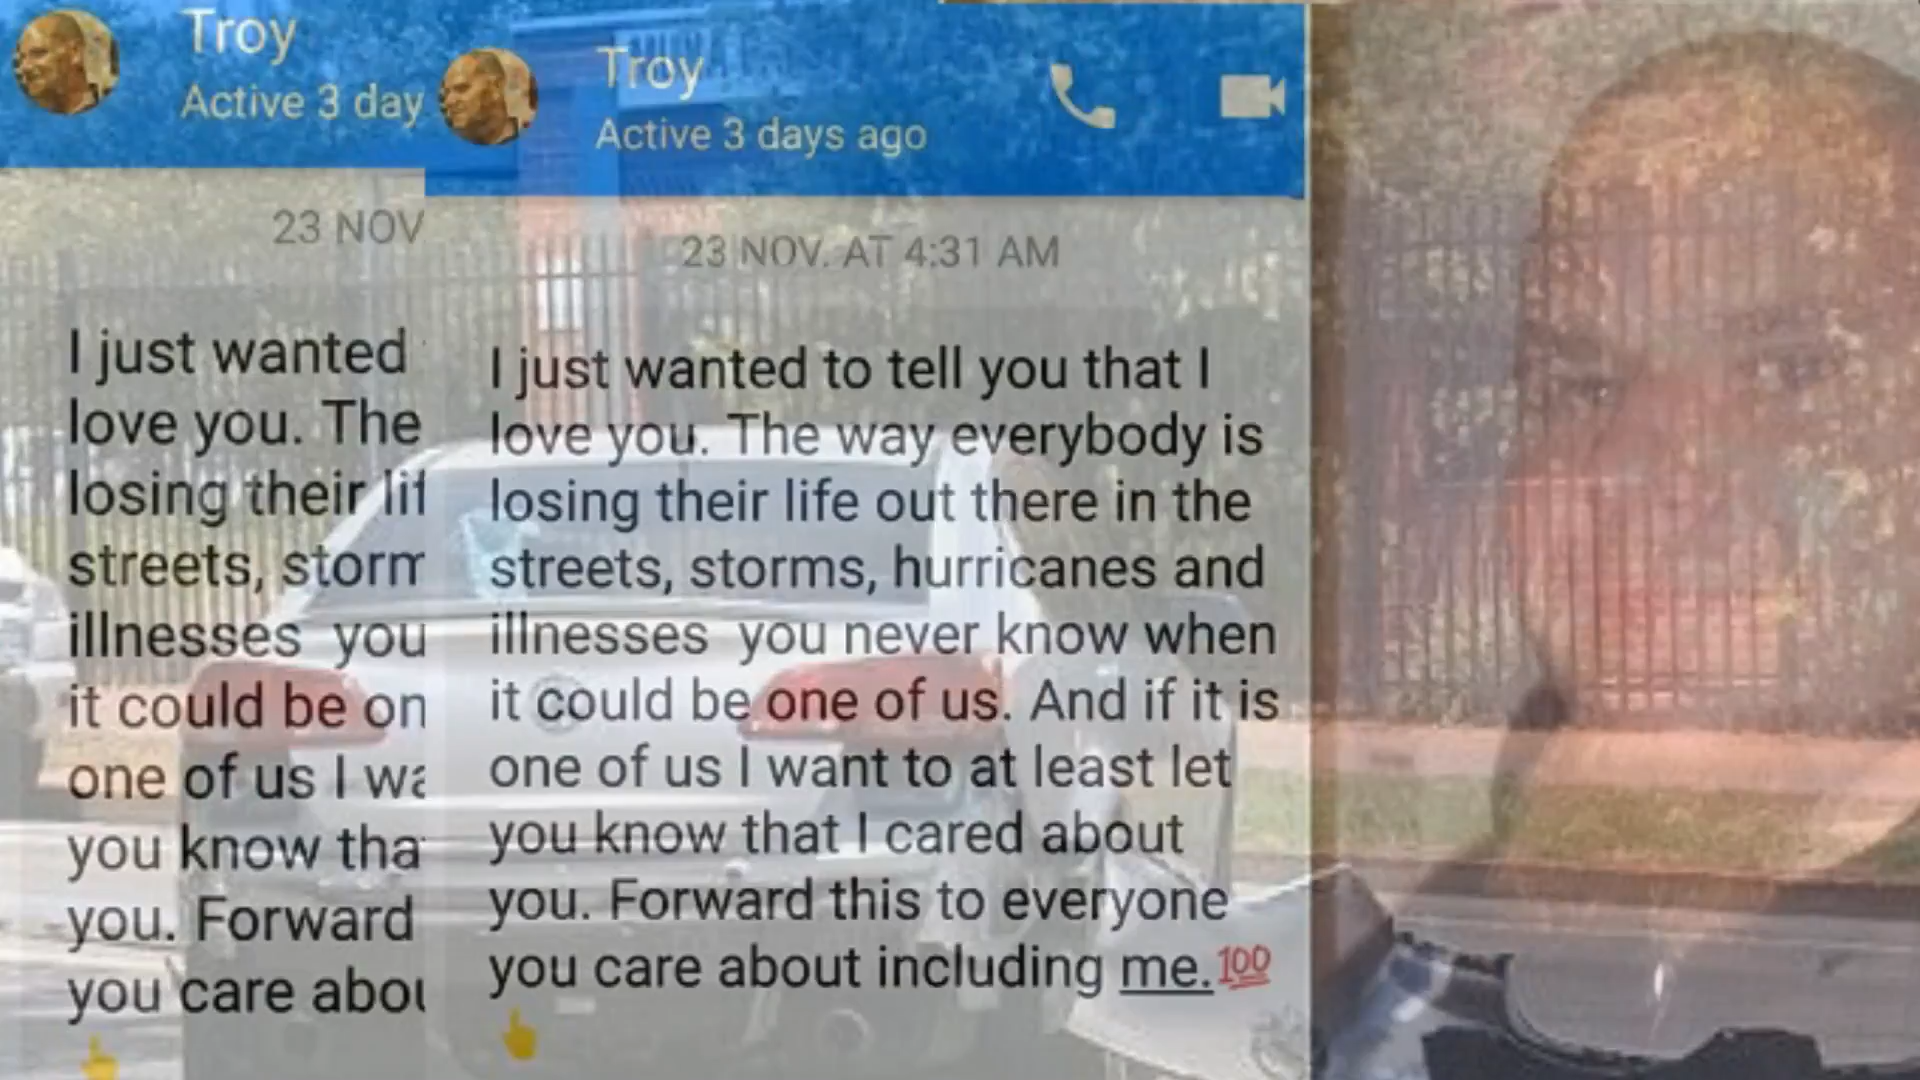 Troy
Active 3 day
23 NOV
I just wanted
love you. The
losing their lif
streets, storm
illnesses you
it could be on
one of us I wa
you know tha
you. Forward
you care abou
Troy
Active 3 days ago
23 NOV. AT 4:31 AM
I just wanted to tell you that I
love you. The way everybody is
losing their life out there in the
streets, storms, hurricanes and
illnesses  you never know when
it could be one of us. And if it is
one of us I want to at least let
you know that I cared about
you. Forward this to everyone
you care about including me.💯
👆